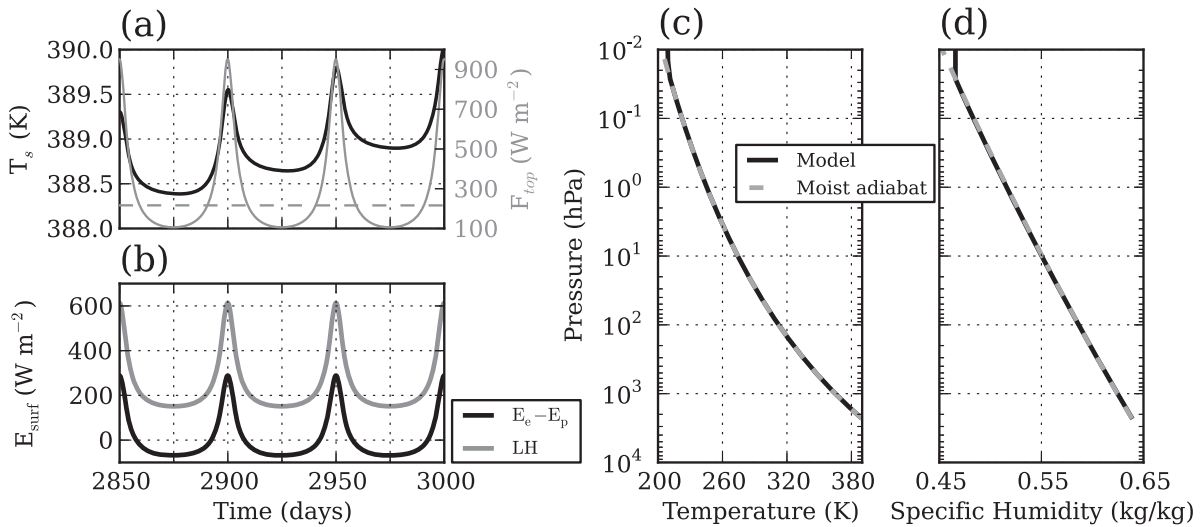 (a)
390.0
389.5
389.0
388.5
388.0
T_s (K)
900
700
500
300
100
F_top (W m^−2)
(b)
600
400
200
0
E_surf (W m^−2)
2850
2900
2950
3000
Time (days)
E_e−E_p
LH
(c)
10^-2
10^-1
10^0
10^1
10^2
10^3
10^4
Pressure (hPa)
200
260
320
380
Temperature (K)
Model
Moist adiabat
(d)
0.45
0.55
0.65
Specific Humidity (kg/kg)